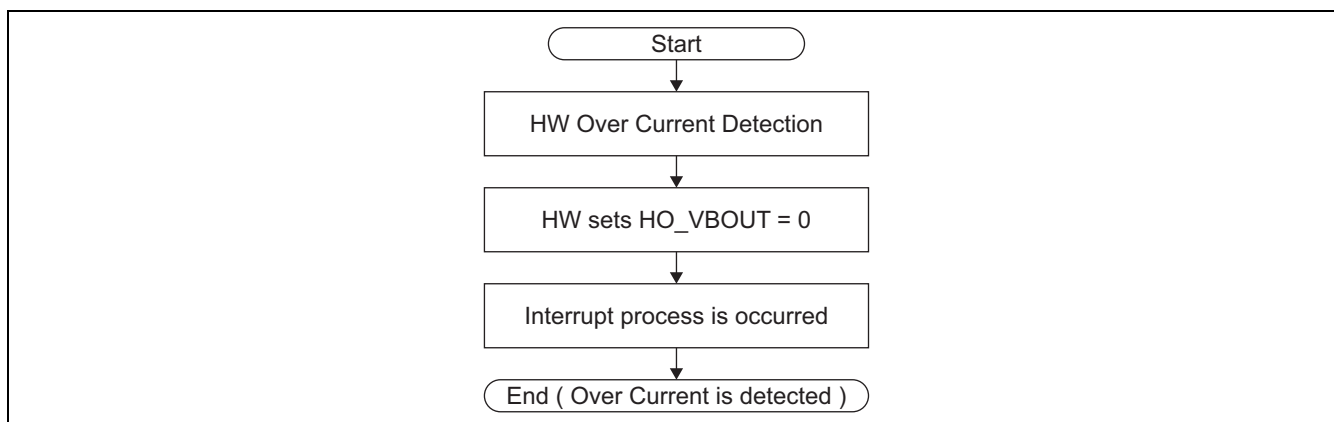 Start
HW Over Current Detection
HW sets HO_VBOUT = 0
Interrupt process is occurred
End ( Over Current is detected )